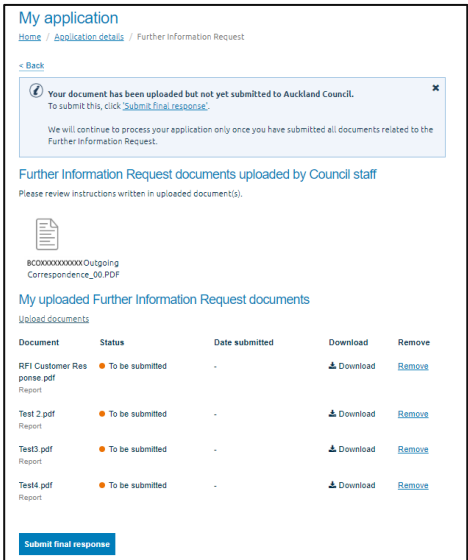 My application
Home / Application details / Further Information Request
< Back
Your document has been uploaded but not yet submitted to Auckland Council.
To submit this, click 'Submit final response'.
We will continue to process your application only once you have submitted all documents related to the
Further Information Request.
Further Information Request documents uploaded by Council staff
Please review instructions written in uploaded document(s).
BCOXXXXXXXXXX Outgoing
Correspondence_00.PDF
My uploaded Further Information Request documents
Upload documents
Document Status Date submitted Download Remove
RFI Customer Res To be submitted - Download Remove
ponse.pdf
Report
Test 2.pdf To be submitted - Download Remove
Report
Test3.pdf To be submitted - Download Remove
Report
Test4.pdf To be submitted - Download Remove
Report
Submit final response